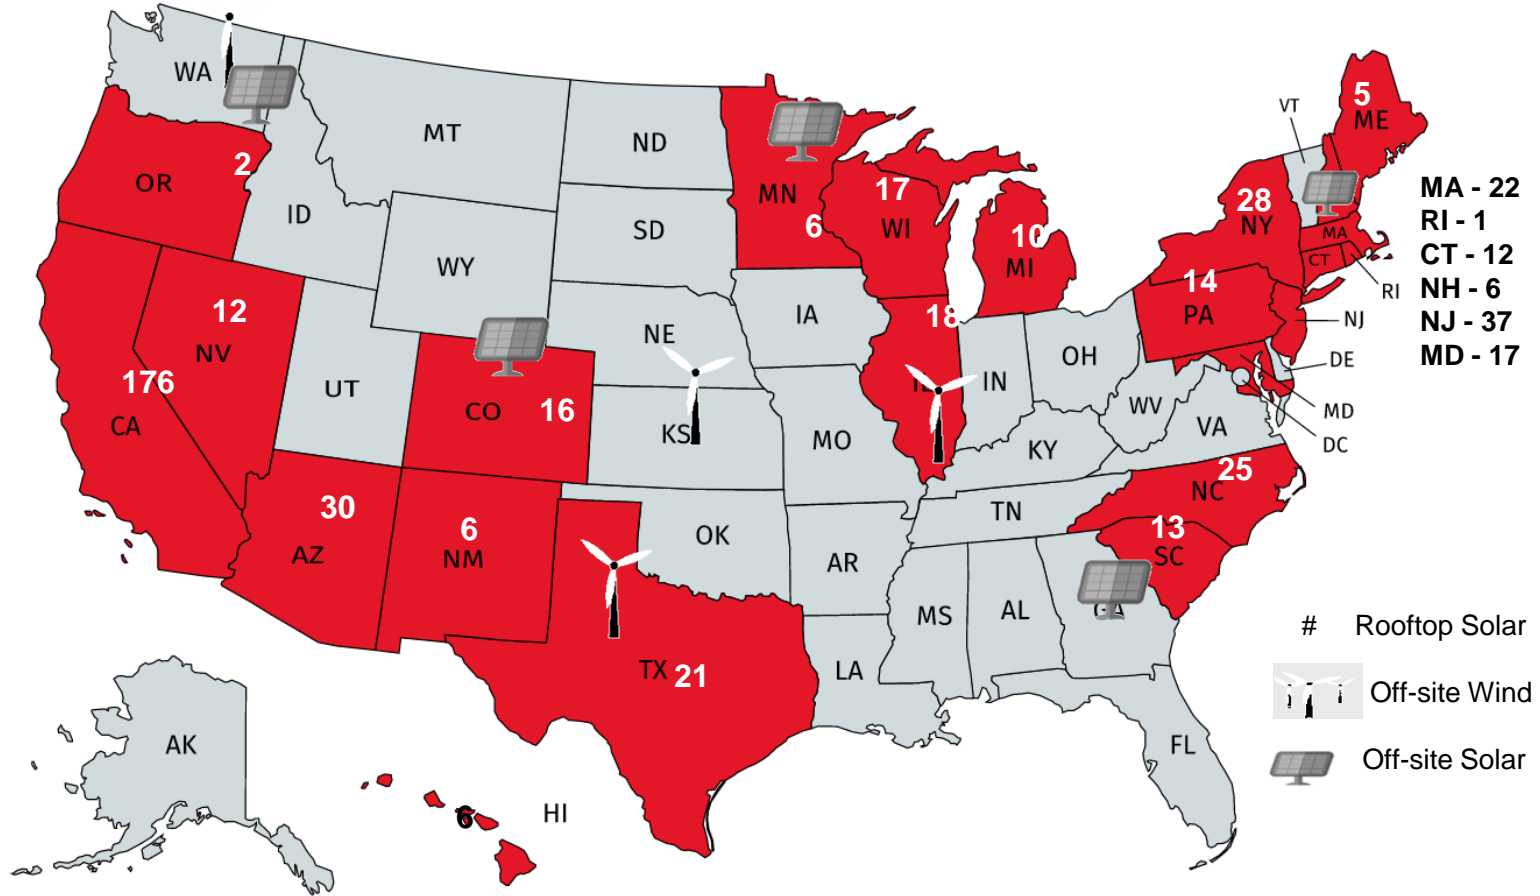 WA
MT
ND
MN
VT
5
ME
OR
2
ID
WY
SD
6
17
WI
10
MI
28
NY
MA
CT
RI
MA - 22
RI - 1
CT - 12
NH - 6
NJ - 37
MD - 17
12
NV
176
CA
UT
CO
16
NE
KS
IA
MO
18
IL
IN
OH
14
PA
NJ
DE
MD
DC
WV
VA
KY
30
AZ
6
NM
OK
AR
TN
25
NC
13
SC
GA
MS
AL
TX 21
LA
FL
AK
6
HI
# Rooftop Solar
Off-site Wind
Off-site Solar